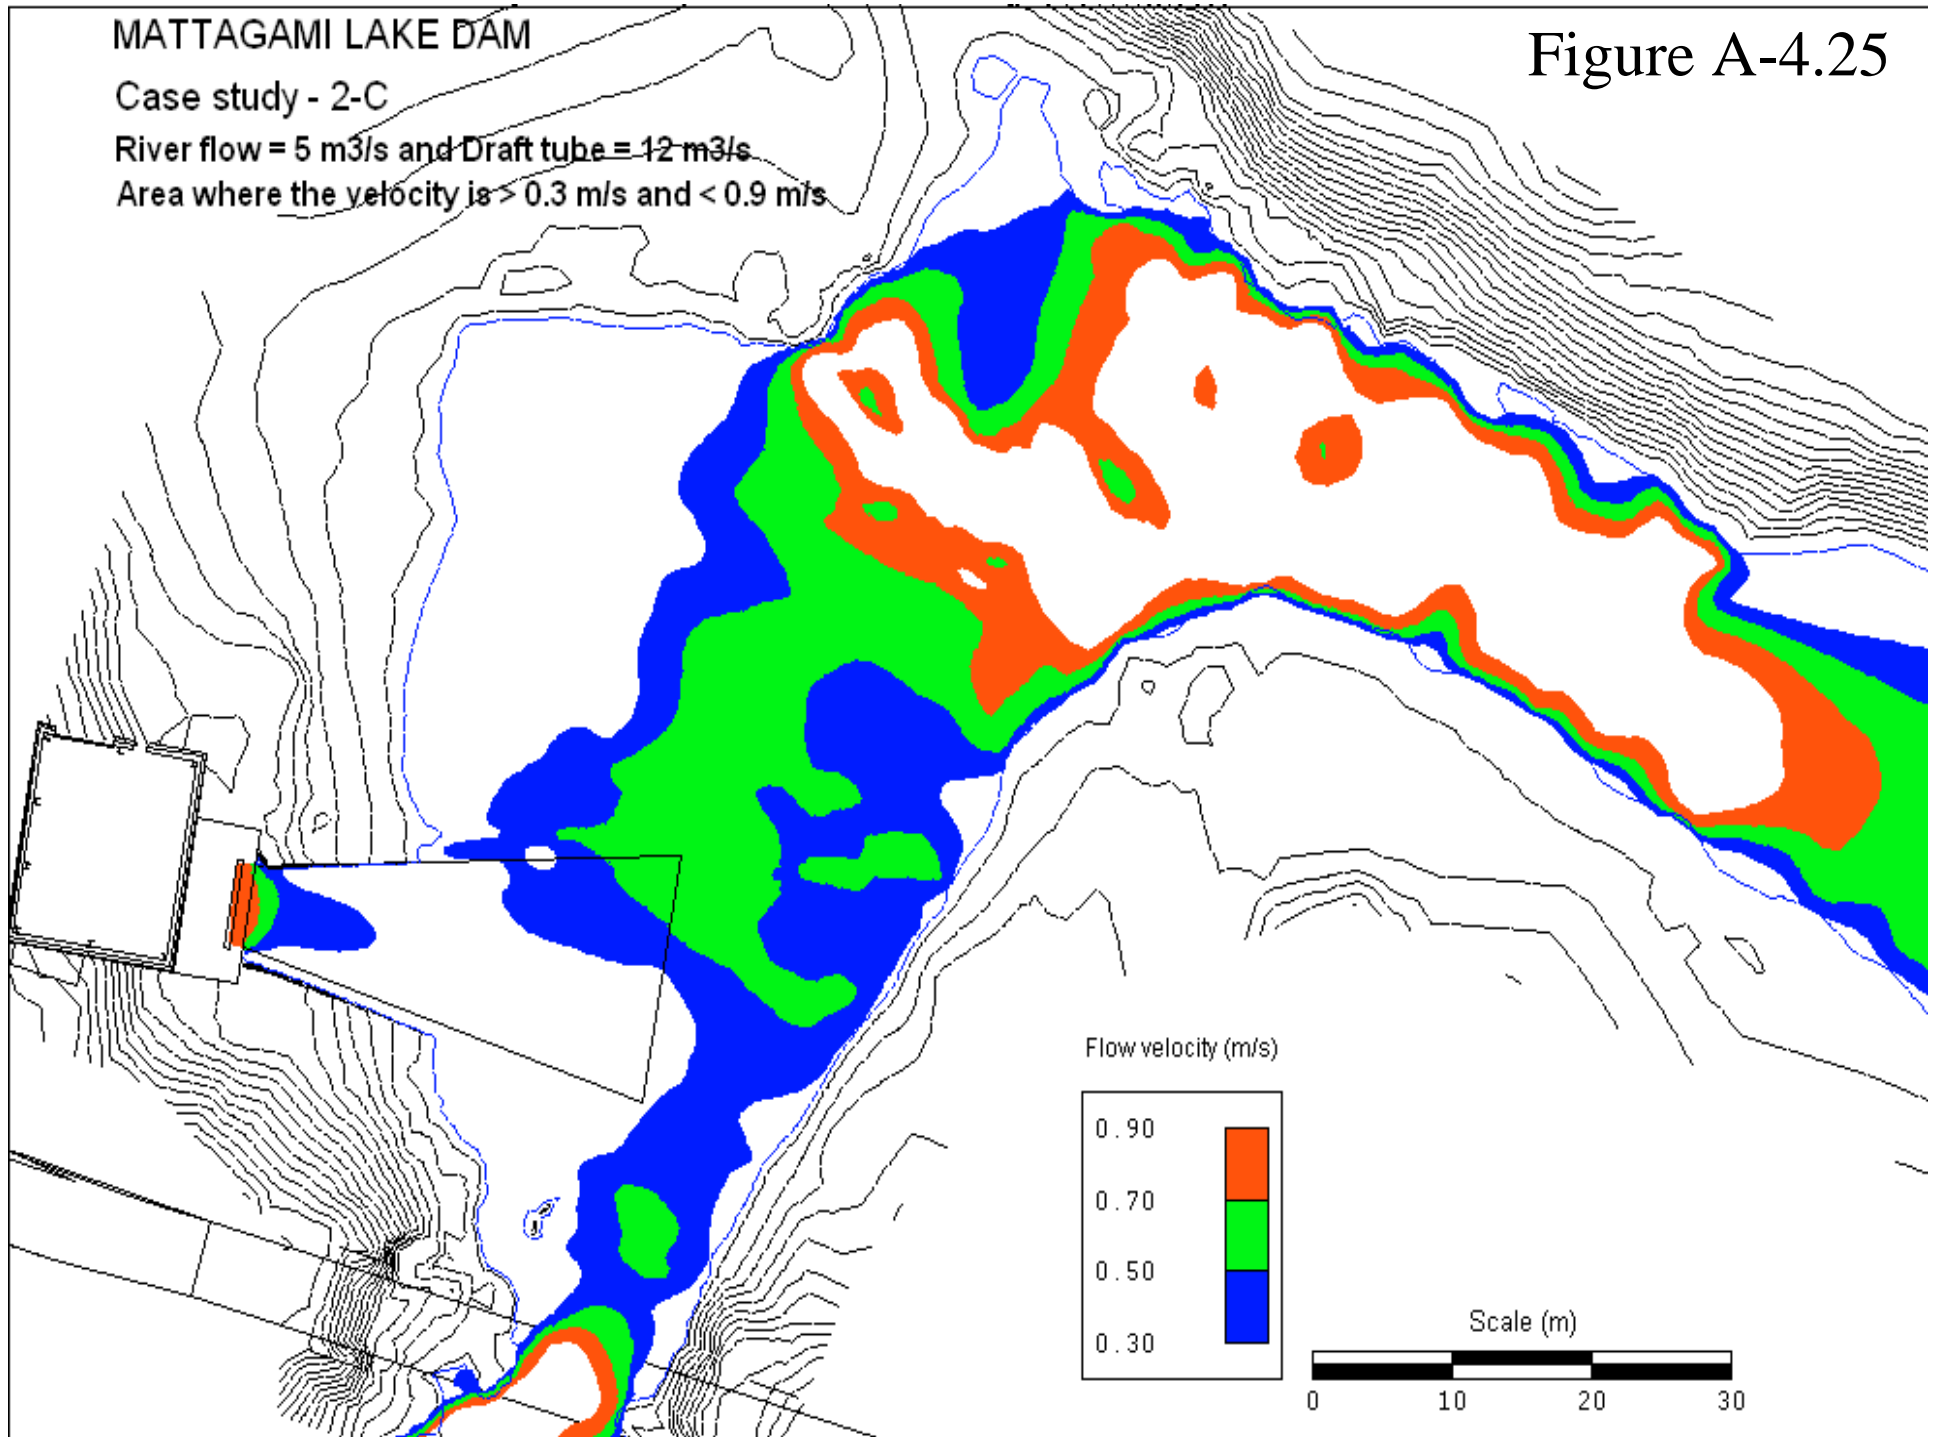 MATTAGAMI LAKE DAM
Figure A-4.25
Case study - 2-C
River flow = 5 m3/s and Draft tube = 12 m3/s
Area where the velocity is > 0.3 m/s and < 0.9 m/s
Flow velocity (m/s)
0.90
0.70
0.50
0.30
Scale (m)
0 10 20 30